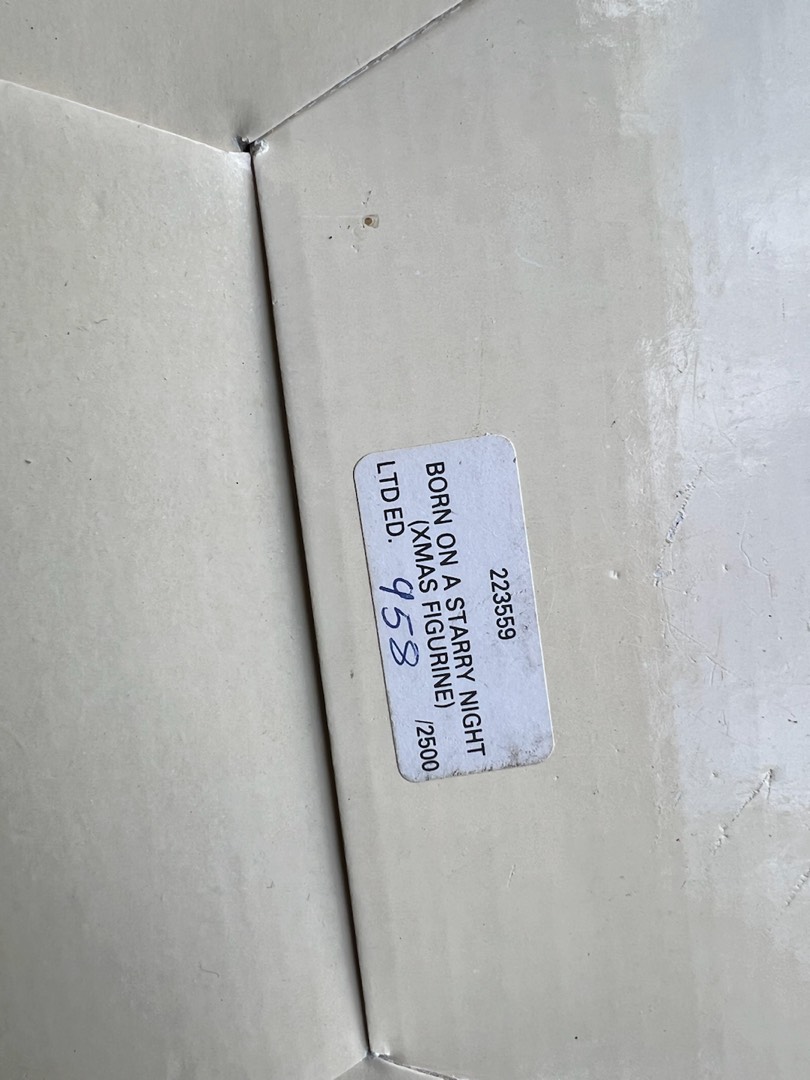 223559
BORN ON A STARRY NIGHT
(XMAS FIGURINE)
LTD ED. 958 /2500